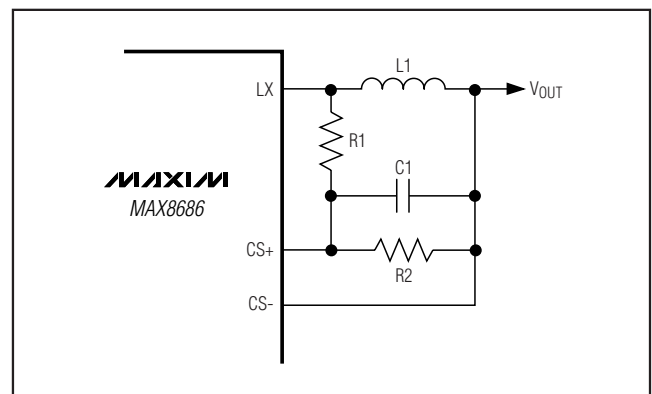 L1
LX
VOUT
R1
C1
MAXIM
MAX8686
CS+
R2
CS-